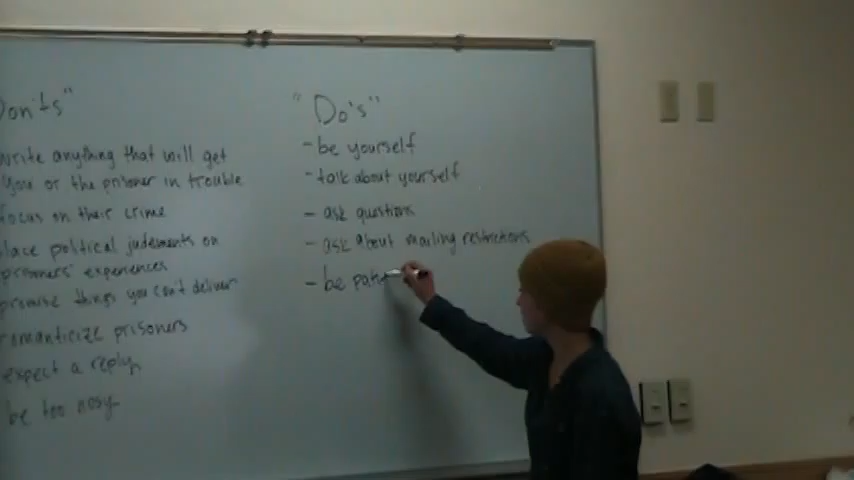 Don'ts"
write anything that will get
you or the prisoner in trouble
focus on their crime
place political judements on
prisoners' experiences
promise things you can't deliver
romanticize prisoners
expect a reply
be too nosy
"Do's"
- be yourself
- talk about yourself
- ask questions
- ask about mailing restrictions
- be pati